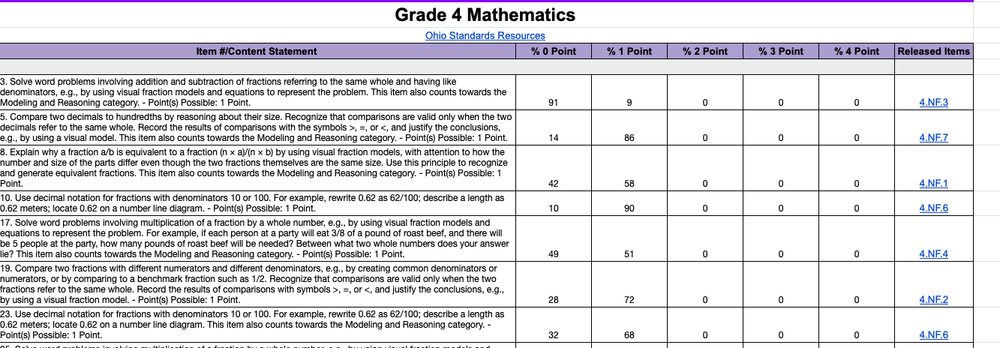 Grade 4 Mathematics
Ohio Standards Resources
Item #/Content Statement % 0 Point % 1 Point % 2 Point % 3 Point % 4 Point Released Items
3. Solve word problems involving addition and subtraction of fractions referring to the same whole and having like
denominators, e.g., by using visual fraction models and equations to represent the problem. This item also counts towards the
Modeling and Reasoning category. - Point(s) Possible: 1 Point. 91 9 0 0 0 4.NF.3
5. Compare two decimals to hundredths by reasoning about their size. Recognize that comparisons are valid only when the two
decimals refer to the same whole. Record the results of comparisons with the symbols >, =, or <, and justify the conclusions,
e.g., by using a visual model. This item also counts towards the Modeling and Reasoning category. - Point(s) Possible: 1 Point. 14 86 0 0 0 4.NF.7
8. Explain why a fraction a/b is equivalent to a fraction (n × a)/(n × b) by using visual fraction models, with attention to how the
number and size of the parts differ even though the two fractions themselves are the same size. Use this principle to recognize
and generate equivalent fractions. This item also counts towards the Modeling and Reasoning category. - Point(s) Possible: 1
Point. 42 58 0 0 0 4.NF.1
10. Use decimal notation for fractions with denominators 10 or 100. For example, rewrite 0.62 as 62/100; describe a length as
0.62 meters; locate 0.62 on a number line diagram. - Point(s) Possible: 1 Point. 10 90 0 0 0 4.NF.6
17. Solve word problems involving multiplication of a fraction by a whole number, e.g., by using visual fraction models and
equations to represent the problem. For example, if each person at a party will eat 3/8 of a pound of roast beef, and there will
be 5 people at the party, how many pounds of roast beef will be needed? Between what two whole numbers does your answer
lie? This item also counts towards the Modeling and Reasoning category. - Point(s) Possible: 1 Point. 49 51 0 0 0 4.NF.4
19. Compare two fractions with different numerators and different denominators, e.g., by creating common denominators or
numerators, or by comparing to a benchmark fraction such as 1/2. Recognize that comparisons are valid only when the two
fractions refer to the same whole. Record the results of comparisons with symbols >, =, or <, and justify the conclusions, e.g.,
by using a visual fraction model. - Point(s) Possible: 1 Point. 28 72 0 0 0 4.NF.2
23. Use decimal notation for fractions with denominators 10 or 100. For example, rewrite 0.62 as 62/100; describe a length as
0.62 meters; locate 0.62 on a number line diagram. This item also counts towards the Modeling and Reasoning category. -
Point(s) Possible: 1 Point. 32 68 0 0 0 4.NF.6